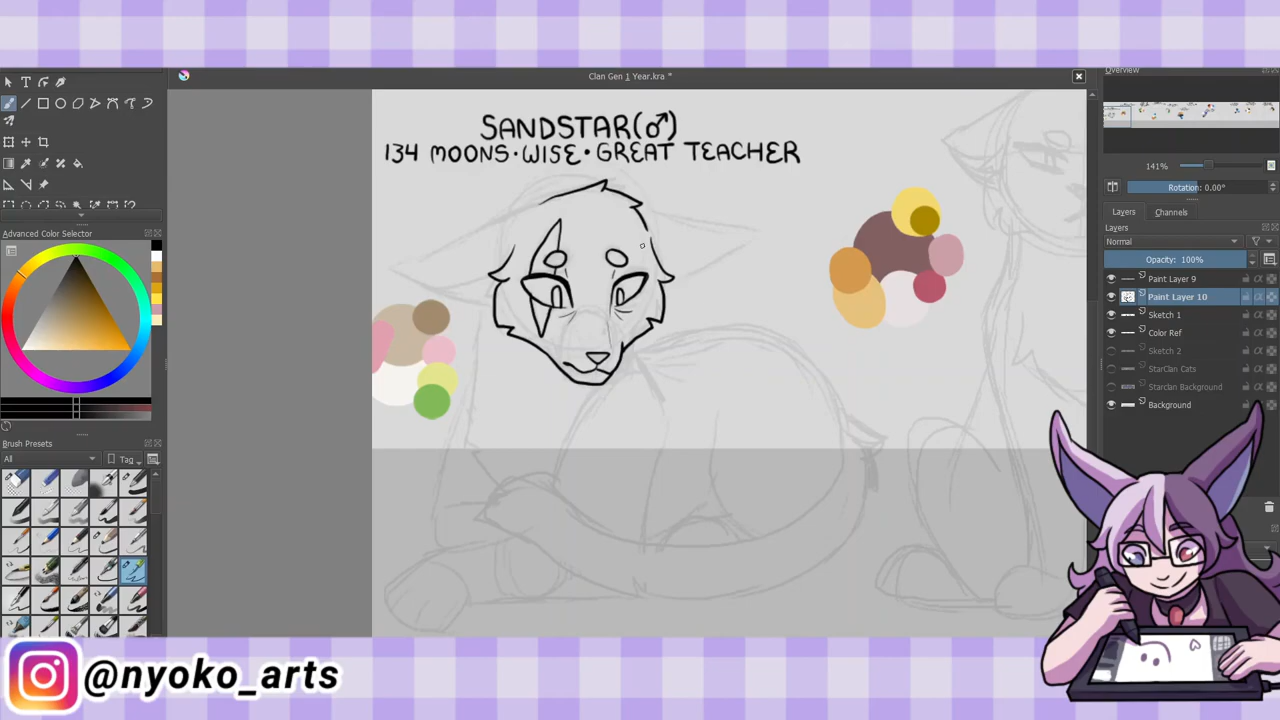 Clan Gen 1 Year.kra *
Overview
SANDSTAR(♂)
134 MOONS·WISE·GREAT TEACHER
141%
Rotation: 0.00°
Layers
Channels
Layers
Advanced Color Selector
Normal
Opacity: 100%
Paint Layer 9
Paint Layer 10
Sketch 1
Color Ref
Sketch 2
StarClan Cats
Starclan Background
Background
Brush Presets
All
Tag
@nyoko_arts